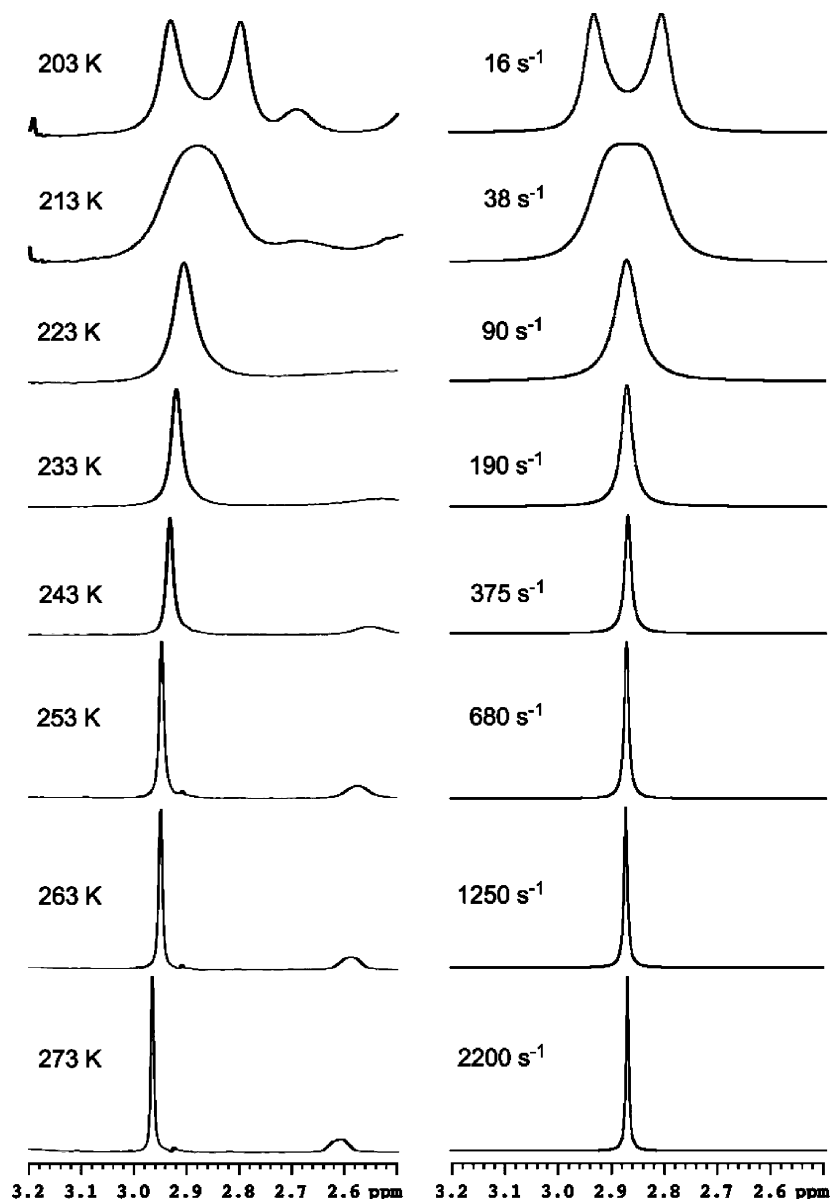 203 K 16 s-1
213 K 38 s-1
223 K 90 s-1
233 K 190 s-1
243 K 375 s-1
253 K 680 s-1
263 K 1250 s-1
273 K 2200 s-1
3.2 3.1 3.0 2.9 2.8 2.7 2.6 ppm 3.2 3.1 3.0 2.9 2.8 2.7 2.6 ppm